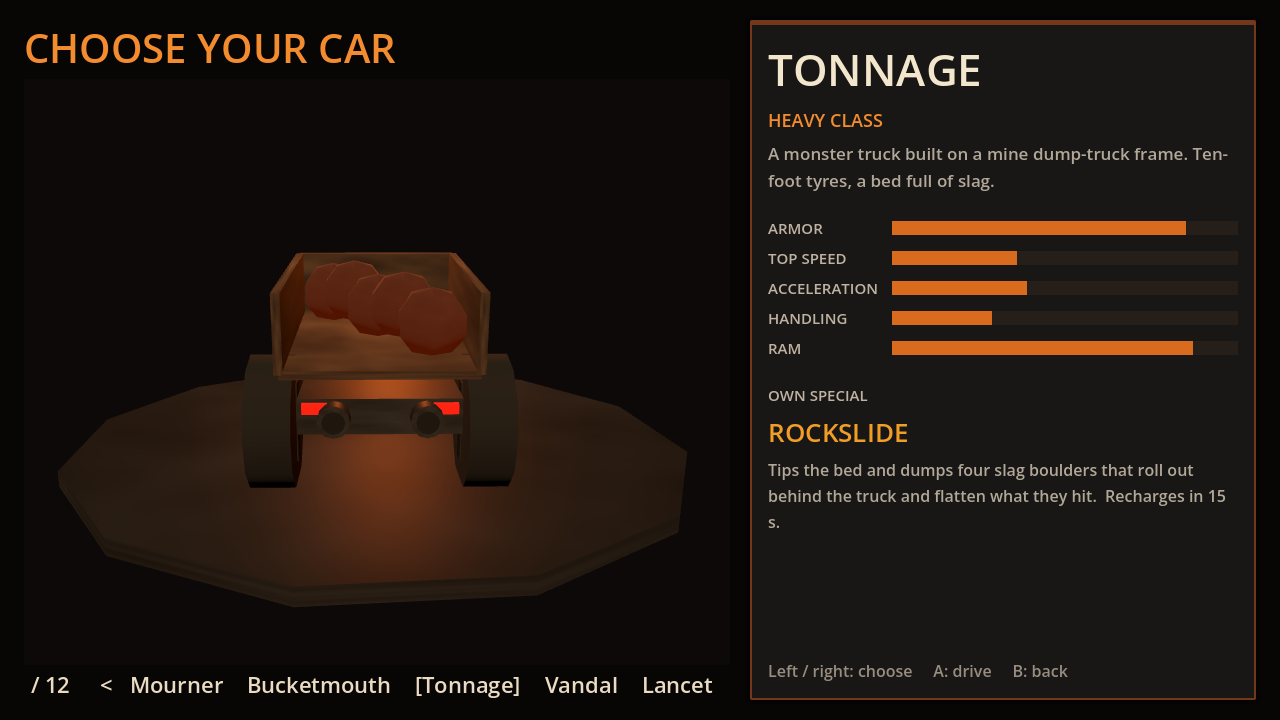 CHOOSE YOUR CAR
/ 12 < Mourner Bucketmouth [Tonnage] Vandal Lancet
TONNAGE
HEAVY CLASS
A monster truck built on a mine dump-truck frame. Ten-
foot tyres, a bed full of slag.
ARMOR
TOP SPEED
ACCELERATION
HANDLING
RAM
OWN SPECIAL
ROCKSLIDE
Tips the bed and dumps four slag boulders that roll out
behind the truck and flatten what they hit. Recharges in 15
s.
Left / right: choose A: drive B: back